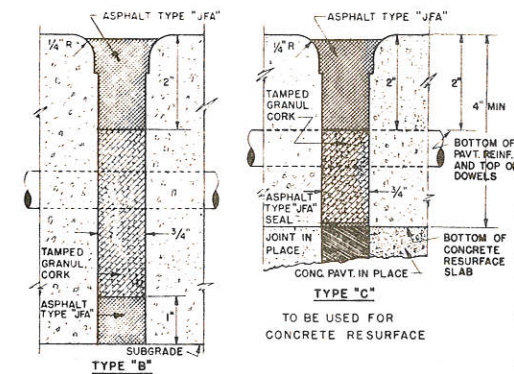 ASPHALT TYPE "JFA"
1/4" R
2"
3/4"
TAMPED
GRANUL.
CORK
ASPHALT
TYPE "JFA"
1"
SUBGRADE
TYPE "B"
ASPHALT TYPE "JFA"
1/4" R
2"
2"
4" MIN
TAMPED
GRANUL
CORK
BOTTOM OF
PAVT. REINF.
AND TOP OF
DOWELS
3/4"
ASPHALT
TYPE "JFA"
SEAL
JOINT IN
PLACE
BOTTOM OF
CONCRETE
RESURFACE
SLAB
CONC. PAVT. IN PLACE
TYPE "C"
TO BE USED FOR
CONCRETE RESURFACE